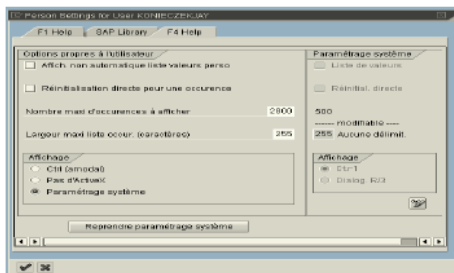 Person Settings for User KONIECZEKJAY
F1 Help SAP Library F4 Help
Options propres à l'utilisateur
Affich. non automatique liste valeurs perso
Réinitialisation directe pour une occurence
Nombre maxi d'occurences à afficher 2800
Largeur maxi liste occur. (caractères) 255
Affichage
Ctrl (amodal)
Pas d'ActiveX
Paramétrage système
Paramétrage système
Liste de valeurs
Réinitial. directe
500
------ modifiable ------
255 Aucune délimit.
Affichage
Ctrl
Dialog. R/3
Reprendre paramétrage système